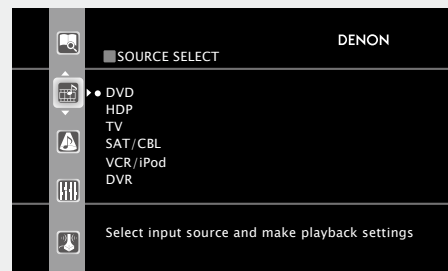 DENON
SOURCE SELECT
DVD
HDP
TV
SAT/CBL
VCR/iPod
DVR
Select input source and make playback settings